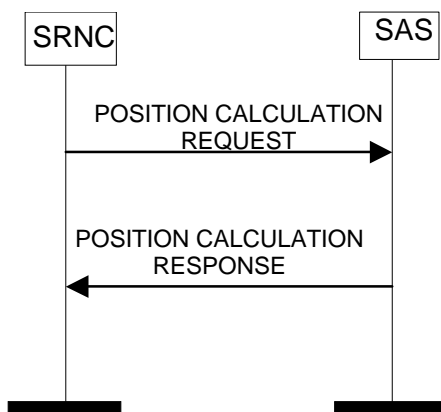 SRNC
SAS
POSITION CALCULATION
REQUEST
POSITION CALCULATION
RESPONSE